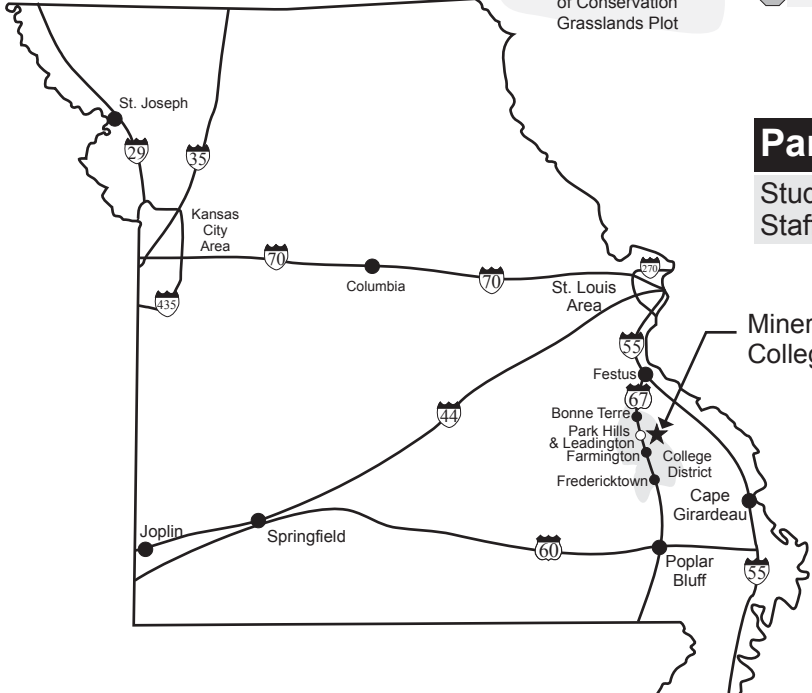 of Conservation
Grasslands Plot
St. Joseph
29
35
Kansas
City
Area
70
Columbia
70
435
270
St. Louis
Area
55
Festus
67
Bonne Terre
Park Hills
& Leadington
Farmington
Fredericktown
College
District
44
Cape
Girardeau
Joplin
Springfield
60
Poplar
Bluff
55
Par
Stud
Staf
Miner
Colleg